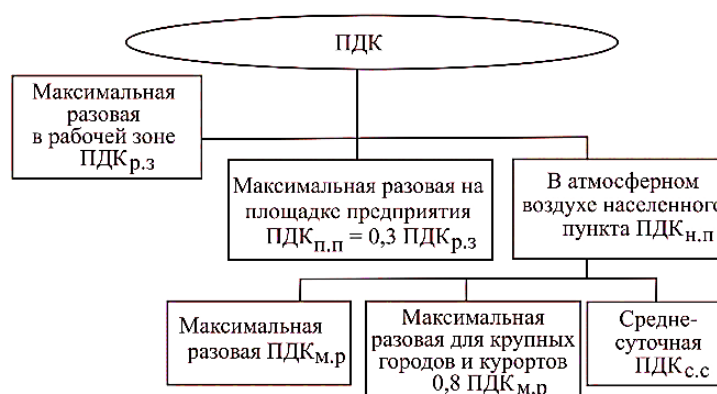 ПДК
Максимальная
разовая
в рабочей зоне
ПДКр.з
Максимальная разовая на
площадке предприятия
ПДКп.п = 0,3 ПДКр.з
В атмосферном
воздухе населенного
пункта ПДКн.п
Максимальная
разовая ПДКм.р
Максимальная
разовая для крупных
городов и курортов
0,8 ПДКм.р
Средне-
суточная
ПДКс.с